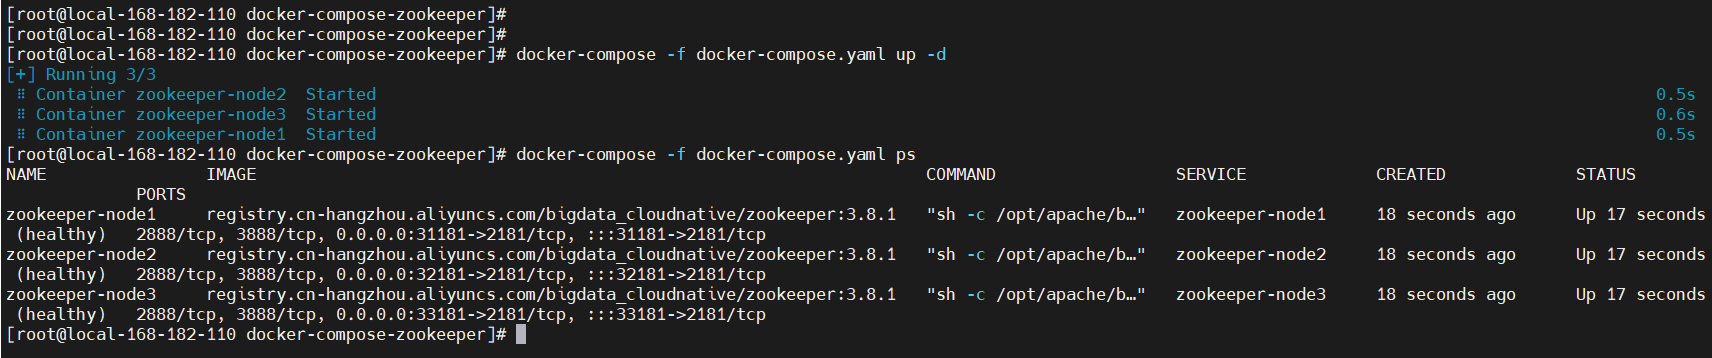 [root@local-168-182-110 docker-compose-zookeeper]#
[root@local-168-182-110 docker-compose-zookeeper]#
[root@local-168-182-110 docker-compose-zookeeper]# docker-compose -f docker-compose.yaml up -d
[+] Running 3/3
⠿ Container zookeeper-node2  Started 0.5s
⠿ Container zookeeper-node3  Started 0.6s
⠿ Container zookeeper-node1  Started 0.5s
[root@local-168-182-110 docker-compose-zookeeper]# docker-compose -f docker-compose.yaml ps
NAME IMAGE COMMAND SERVICE CREATED STATUS
PORTS
zookeeper-node1 registry.cn-hangzhou.aliyuncs.com/bigdata_cloudnative/zookeeper:3.8.1 "sh -c /opt/apache/b…" zookeeper-node1 18 seconds ago Up 17 seconds
(healthy) 2888/tcp, 3888/tcp, 0.0.0.0:31181->2181/tcp, :::31181->2181/tcp
zookeeper-node2 registry.cn-hangzhou.aliyuncs.com/bigdata_cloudnative/zookeeper:3.8.1 "sh -c /opt/apache/b…" zookeeper-node2 18 seconds ago Up 17 seconds
(healthy) 2888/tcp, 3888/tcp, 0.0.0.0:32181->2181/tcp, :::32181->2181/tcp
zookeeper-node3 registry.cn-hangzhou.aliyuncs.com/bigdata_cloudnative/zookeeper:3.8.1 "sh -c /opt/apache/b…" zookeeper-node3 18 seconds ago Up 17 seconds
(healthy) 2888/tcp, 3888/tcp, 0.0.0.0:33181->2181/tcp, :::33181->2181/tcp
[root@local-168-182-110 docker-compose-zookeeper]#